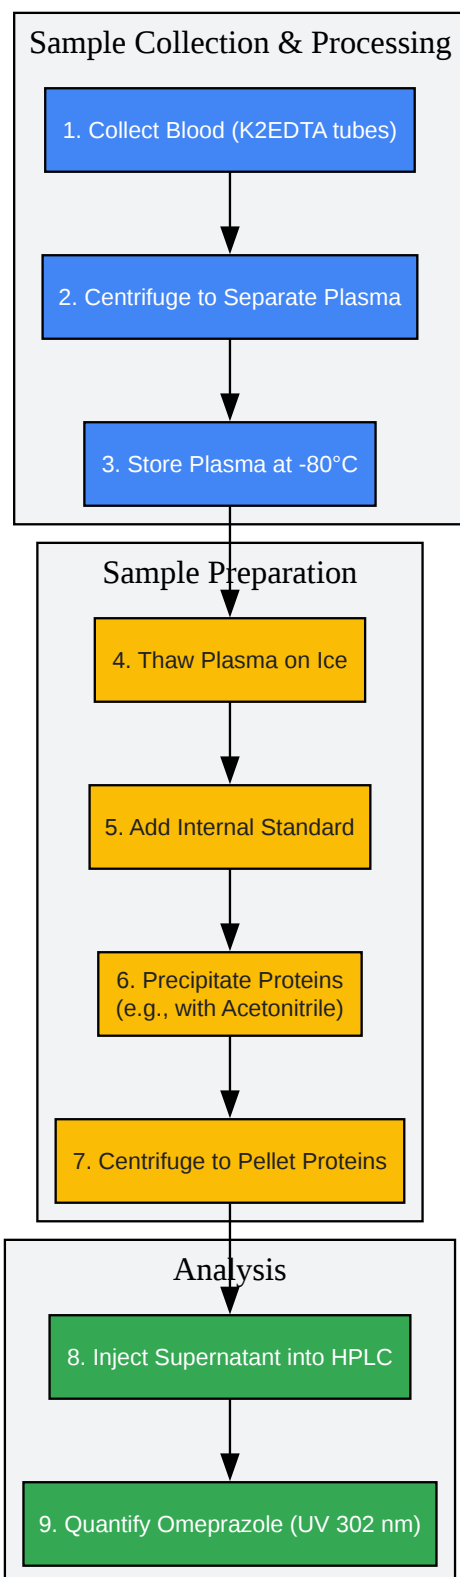 Sample Collection & Processing
1. Collect Blood (K2EDTA tubes)
2. Centrifuge to Separate Plasma
3. Store Plasma at -80°C
Sample Preparation
4. Thaw Plasma on Ice
5. Add Internal Standard
6. Precipitate Proteins
(e.g., with Acetonitrile)
7. Centrifuge to Pellet Proteins
Analysis
8. Inject Supernatant into HPLC
9. Quantify Omeprazole (UV 302 nm)